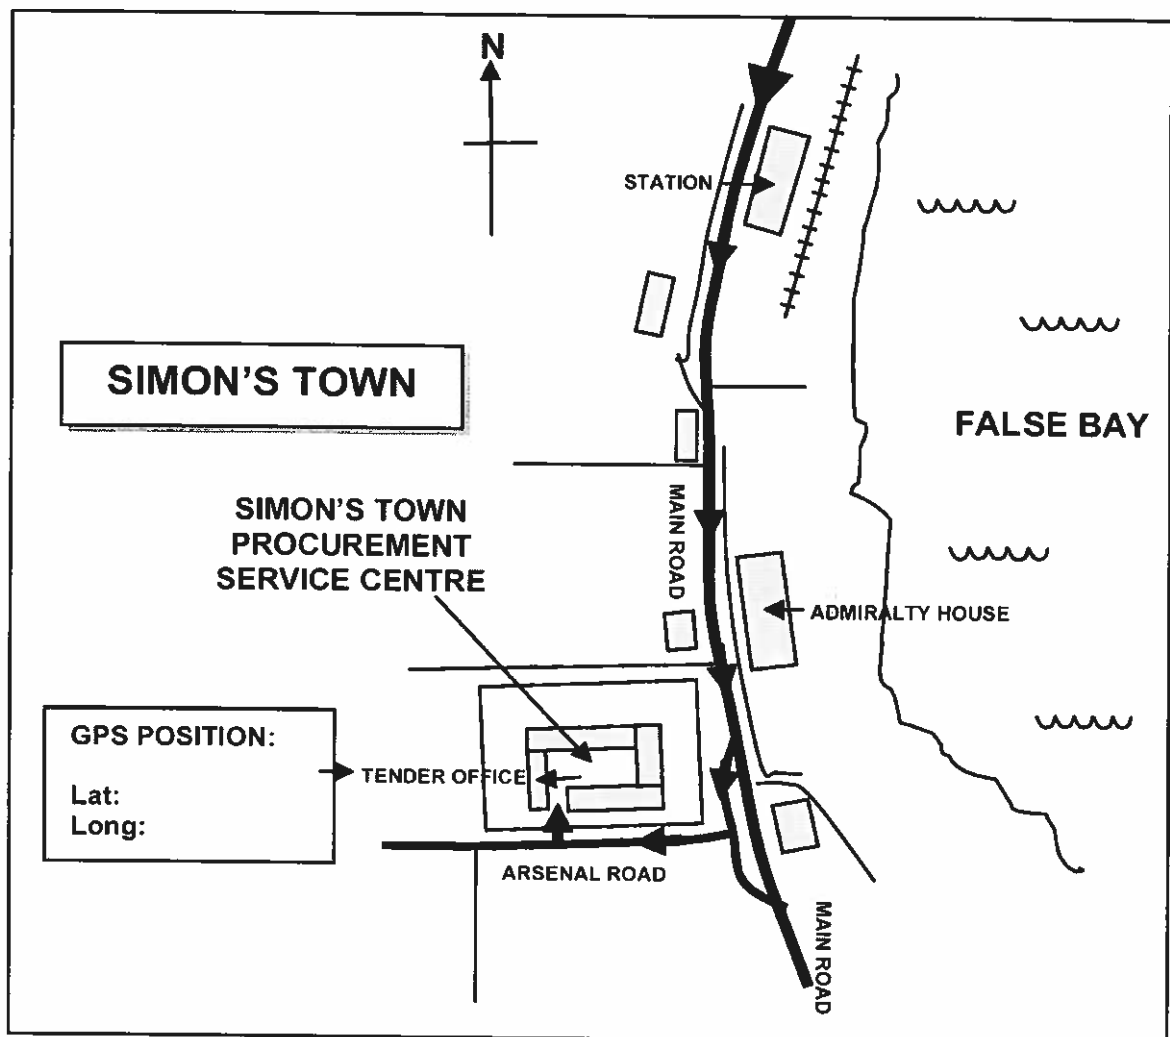 N
STATION
SIMON'S TOWN
FALSE BAY
SIMON'S TOWN
PROCUREMENT
SERVICE CENTRE
MAIN ROAD
ADMIRALTY HOUSE
GPS POSITION:
Lat:
Long:
TENDER OFFICE
ARSENAL ROAD
MAIN ROAD